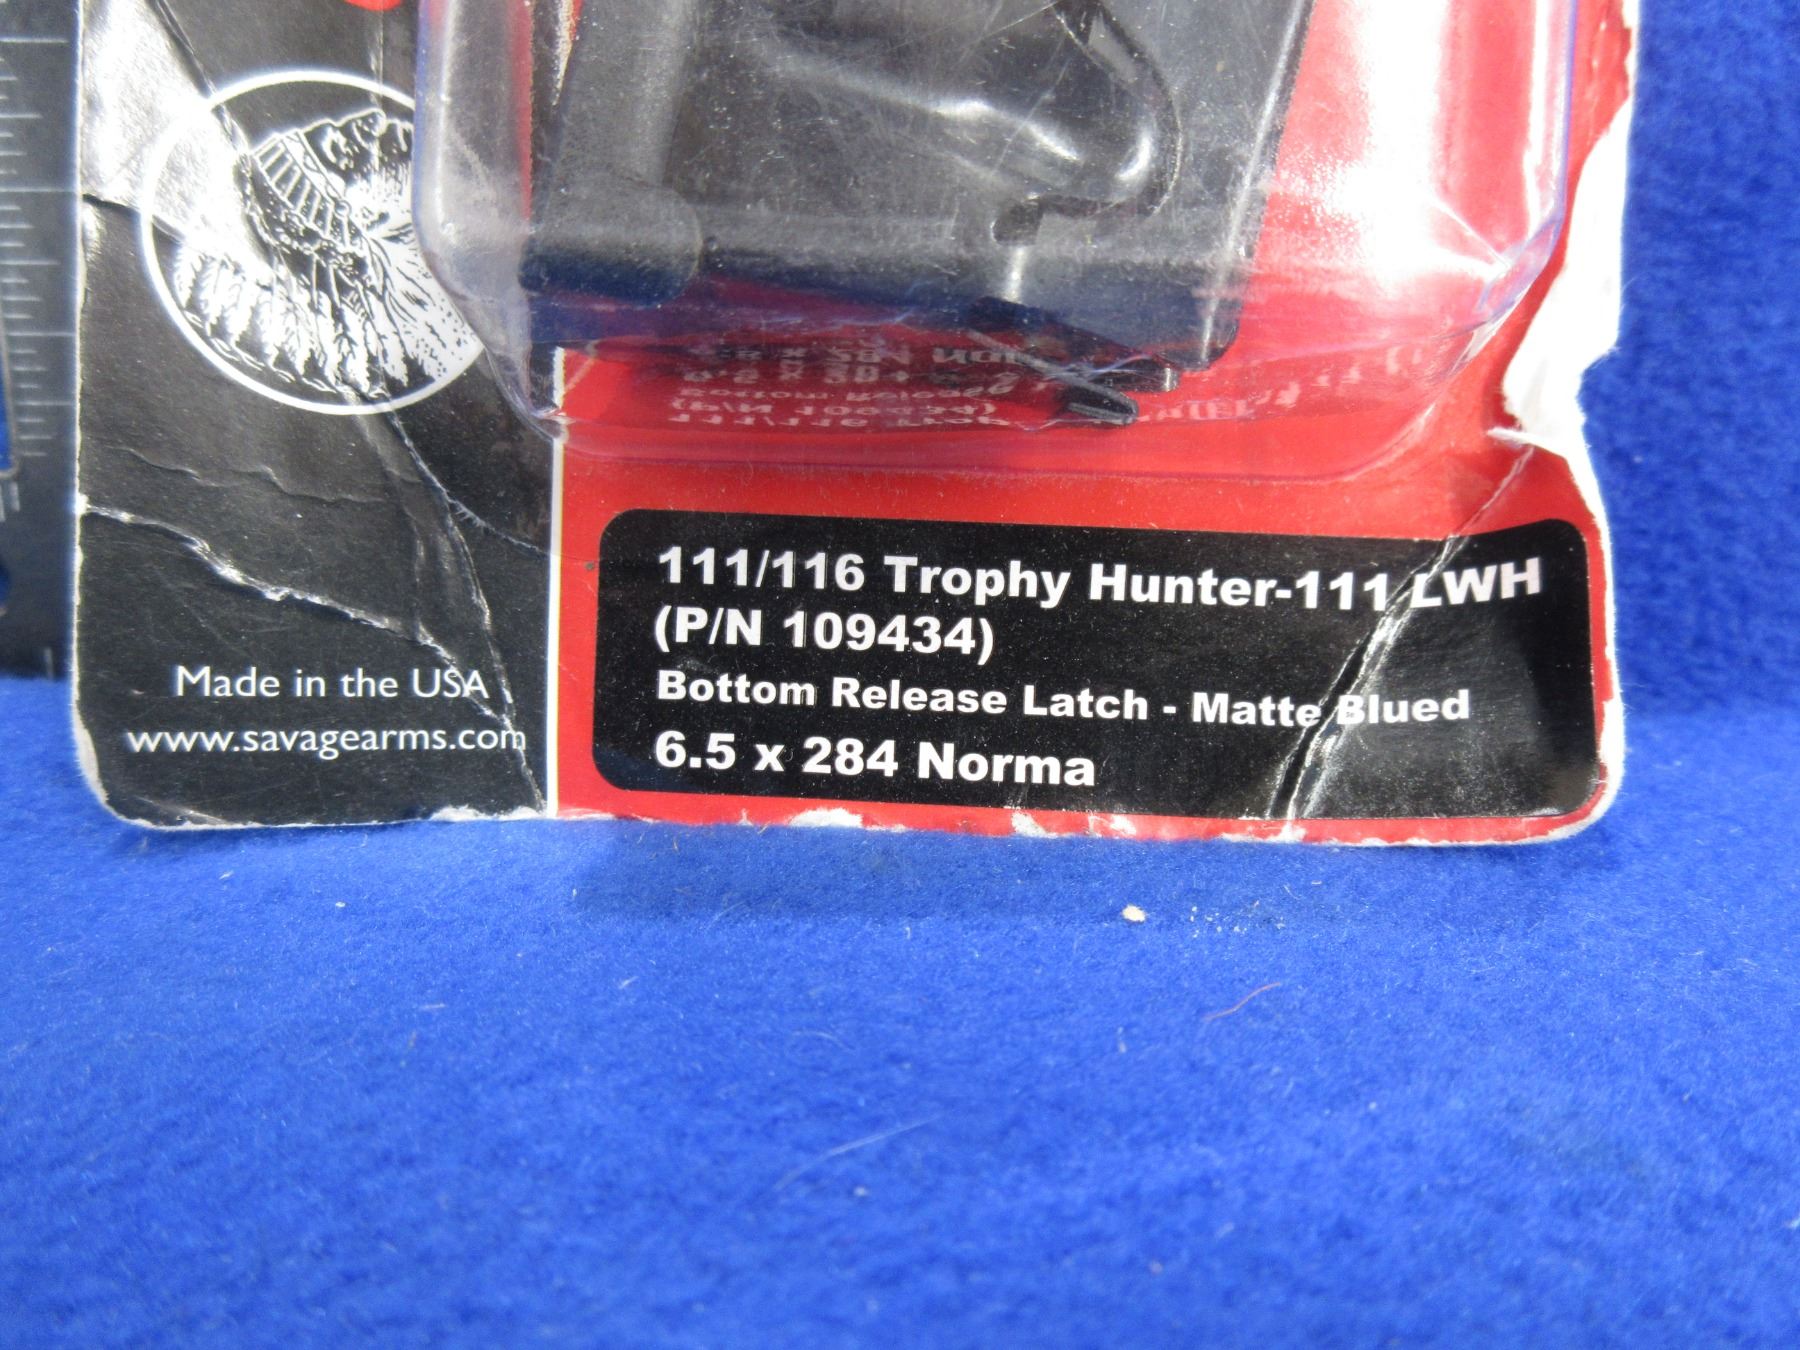 111/116 Trophy Hunter-111 LWH
(P/N 109434)
Bottom Release Latch - Matte Blued
6.5 x 284 Norma
Made in the USA
www.savagearms.com